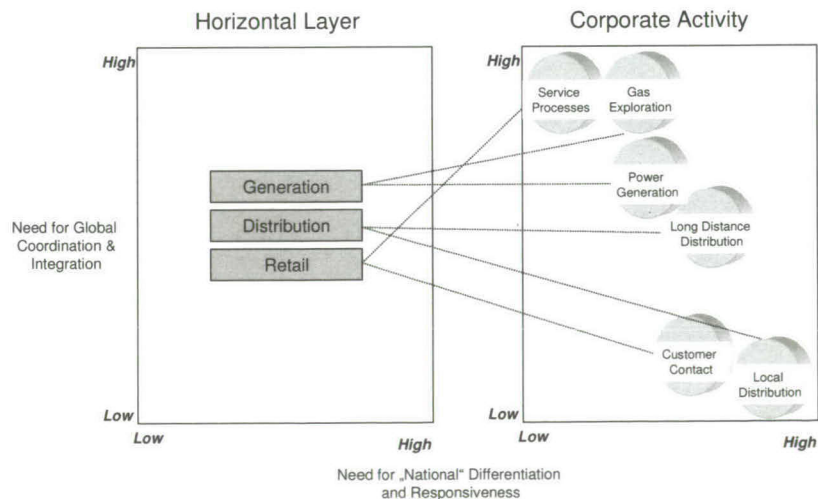 Horizontal Layer
Corporate Activity
High
High
Service
Processes
Gas
Exploration
Generation
Power
Generation
Need for Global
Coordination &
Integration
Distribution
Long Distance
Distribution
Retail
Customer
Contact
Local
Distribution
Low
Low
Low
High
Low
High
Need for „National“ Differentiation
and Responsiveness